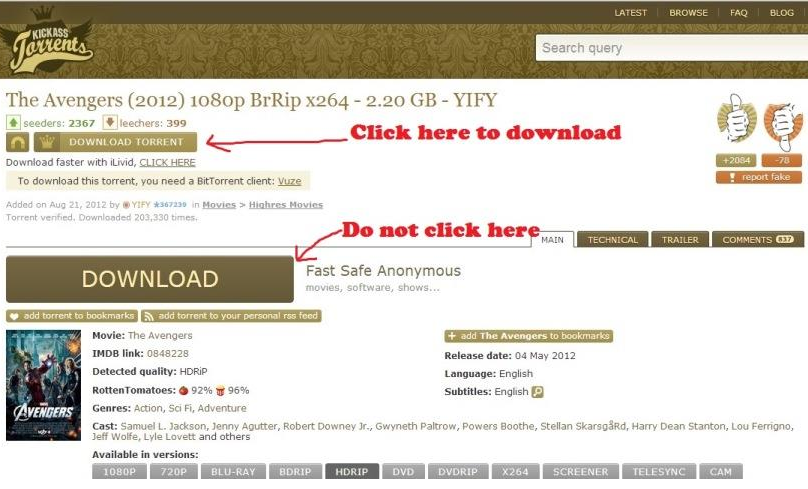 LATEST BROWSE FAQ BLOG
KICKASS
Torrents
Search query
The Avengers (2012) 1080p BrRip x264 - 2.20 GB - YIFY
seeders: 2367 leechers: 399
DOWNLOAD TORRENT
Click here to download
+2084 -78
Download faster with iLivid, CLICK HERE
report fake
To download this torrent, you need a BitTorrent client: Vuze
Added on Aug 21, 2012 by YIFY 367239 in Movies > Highres Movies
Torrent verified. Downloaded 203,330 times.
Do not click here
MAIN TECHNICAL TRAILER COMMENTS 837
DOWNLOAD
Fast Safe Anonymous
movies, software, shows...
add torrent to bookmarks add torrent to your personal rss feed
Movie: The Avengers
add The Avengers to bookmarks
IMDB link: 0848228
Release date: 04 May 2012
Detected quality: HDRiP
Language: English
RottenTomatoes: 92% 96%
Subtitles: English
Genres: Action, Sci Fi, Adventure
AVENGERS
Cast: Samuel L. Jackson, Jenny Agutter, Robert Downey Jr., Gwyneth Paltrow, Powers Boothe, Stellan SkarsgåRd, Harry Dean Stanton, Lou Ferrigno,
Jeff Wolfe, Lyle Lovett and others
Available in versions:
1080P 720P BLU-RAY BDRIP HDRIP DVD DVDRIP X264 SCREENER TELESYNC CAM